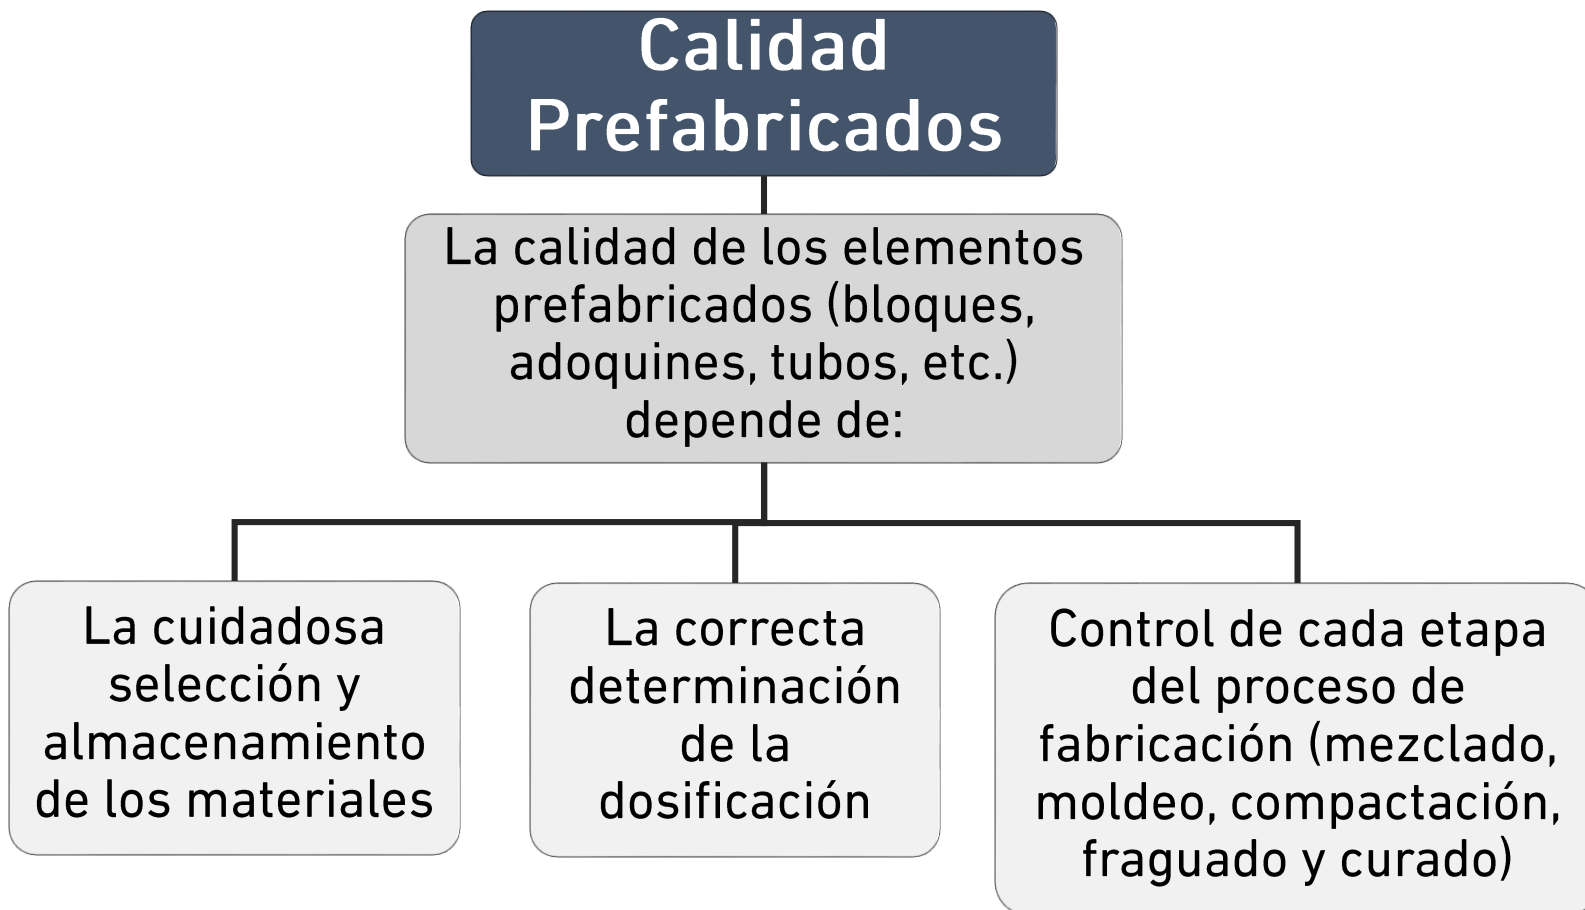 Calidad
Prefabricados
La calidad de los elementos
prefabricados (bloques,
adoquines, tubos, etc.)
depende de:
La cuidadosa
selección y
almacenamiento
de los materiales
La correcta
determinación
de la
dosificación
Control de cada etapa
del proceso de
fabricación (mezclado,
moldeo, compactación,
fraguado y curado)